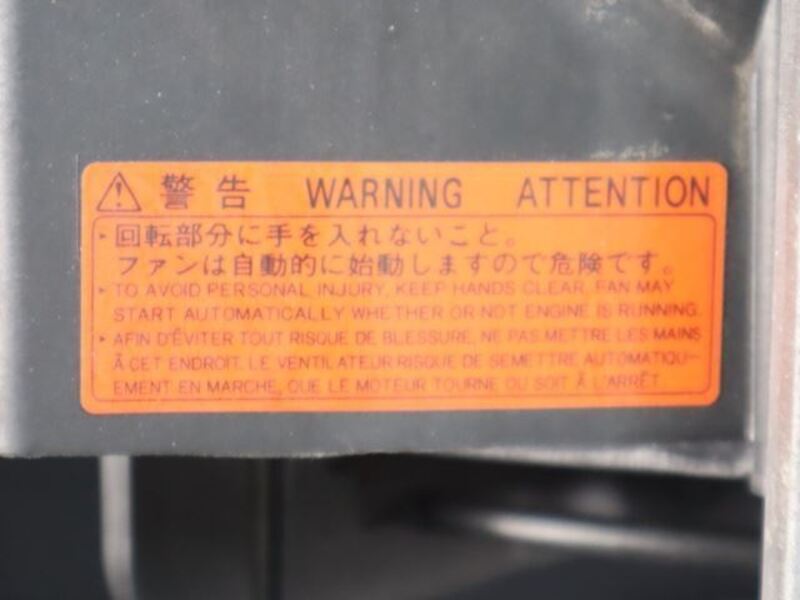 警告 WARNING ATTENTION
▸ 回転部分に手を入れないこと。
ファンは自動的に始動しますので危険です。
▸ TO AVOID PERSONAL INJURY, KEEP HANDS CLEAR, FAN MAY
START AUTOMATICALLY WHETHER OR NOT ENGINE IS RUNNING.
▸ AFIN D'ÉVITER TOUT RISQUE DE BLESSURE, NE PAS METTRE LES MAINS
À CET ENDROIT. LE VENTILATEUR RISQUE DE SEMETTRE AUTOMATIQU-
EMENT EN MARCHE, QUE LE MOTEUR TOURNE OU SOIT À L'ARRÊT.